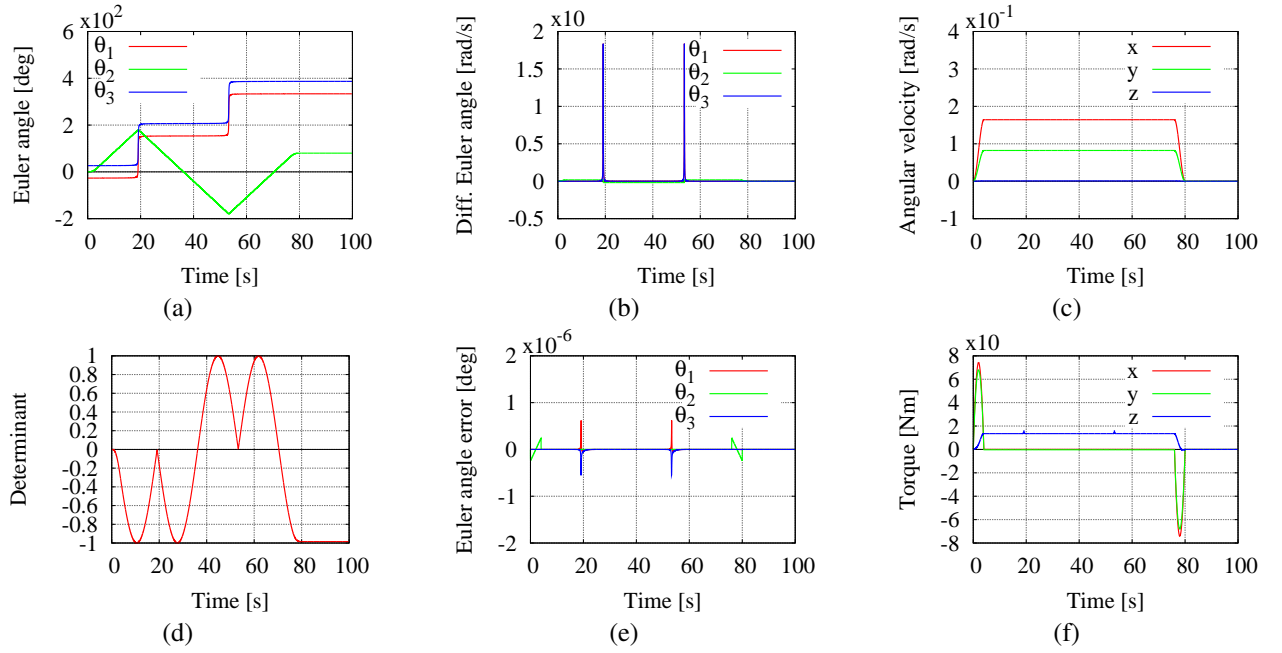 x10²
Euler angle [deg]
6
4
2
0
-2
θ₁
θ₂
θ₃
0 20 40 60 80 100
Time [s]
(a)
x10
Diff. Euler angle [rad/s]
2
1.5
1
0.5
0
-0.5
θ₁
θ₂
θ₃
0 20 40 60 80 100
Time [s]
(b)
x10⁻¹
Angular velocity [rad/s]
4
3
2
1
0
-1
x
y
z
0 20 40 60 80 100
Time [s]
(c)
Determinant
1
0.8
0.6
0.4
0.2
0
-0.2
-0.4
-0.6
-0.8
-1
0 20 40 60 80 100
Time [s]
(d)
x10⁻⁶
Euler angle error [deg]
2
1
0
-1
-2
θ₁
θ₂
θ₃
0 20 40 60 80 100
Time [s]
(e)
x10
Torque [Nm]
8
6
4
2
0
-2
-4
-6
-8
x
y
z
0 20 40 60 80 100
Time [s]
(f)